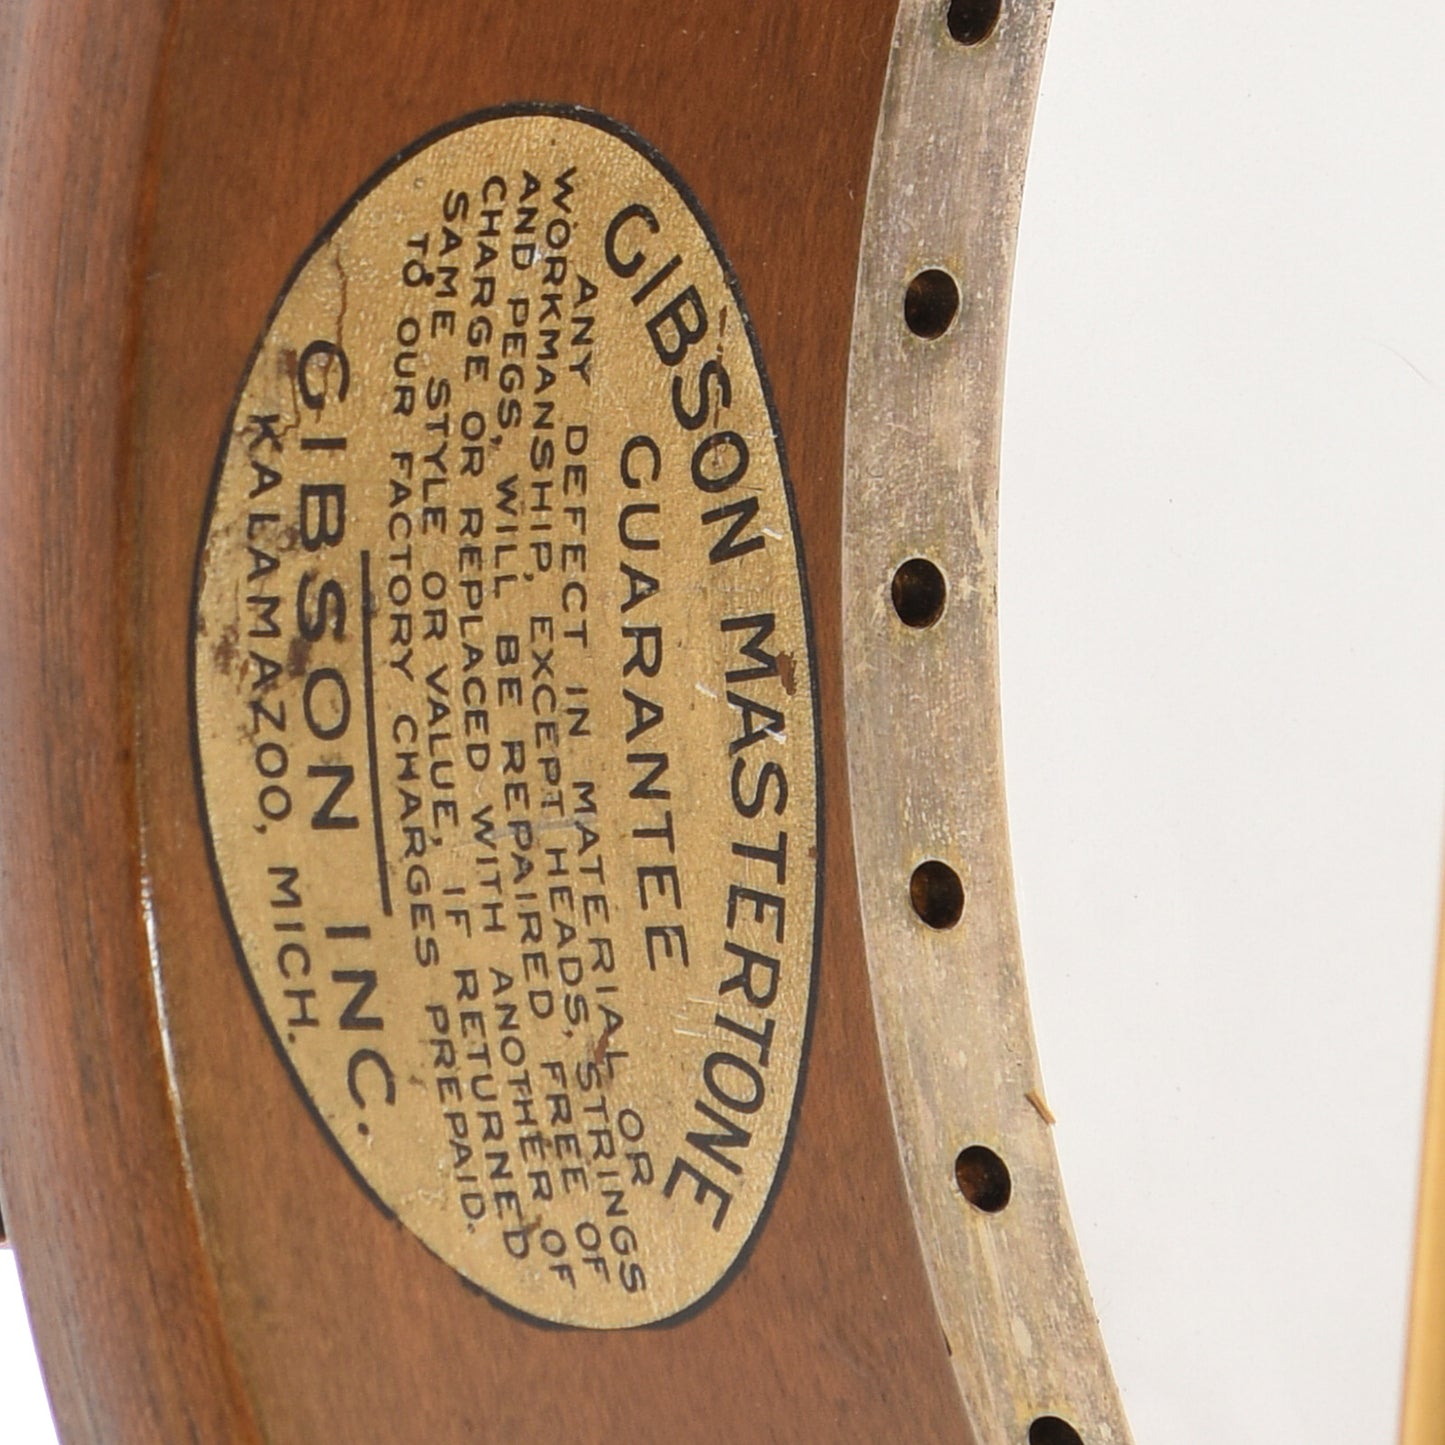 GIBSON MASTERTONE
GUARANTEE
ANY DEFECT IN MATERIAL OR
WORKMANSHIP, EXCEPT HEADS, STRINGS
AND PEGS, WILL BE REPAIRED FREE OF
CHARGE OR REPLACED WITH ANOTHER OF
SAME STYLE OR VALUE, IF RETURNED
TO OUR FACTORY CHARGES PREPAID.
GIBSON INC.
KALAMAZOO, MICH.